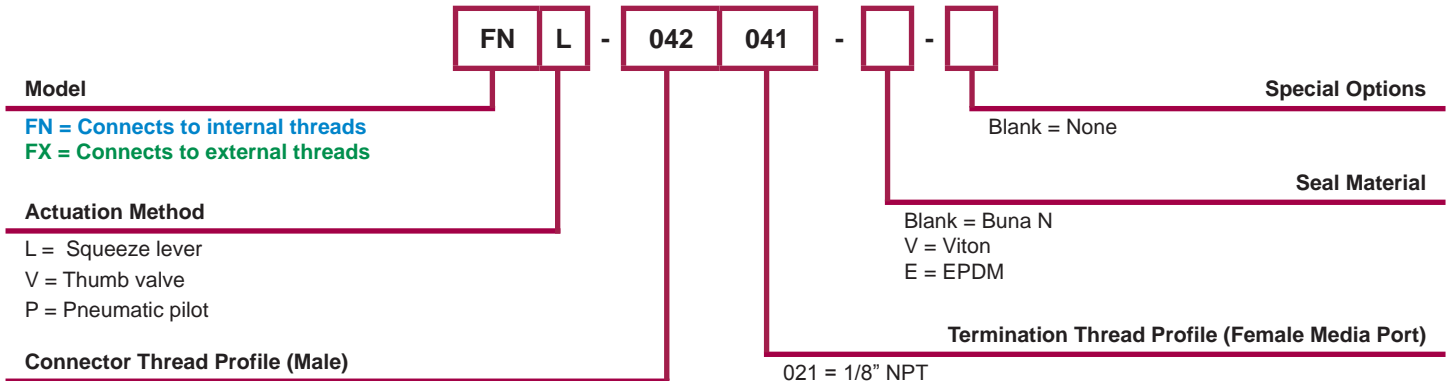 FN L - 042 041 - -
Model
FN = Connects to internal threads
FX = Connects to external threads
Actuation Method
L = Squeeze lever
V = Thumb valve
P = Pneumatic pilot
Connector Thread Profile (Male)
Special Options
Blank = None
Seal Material
Blank = Buna N
V = Viton
E = EPDM
Termination Thread Profile (Female Media Port)
021 = 1/8” NPT